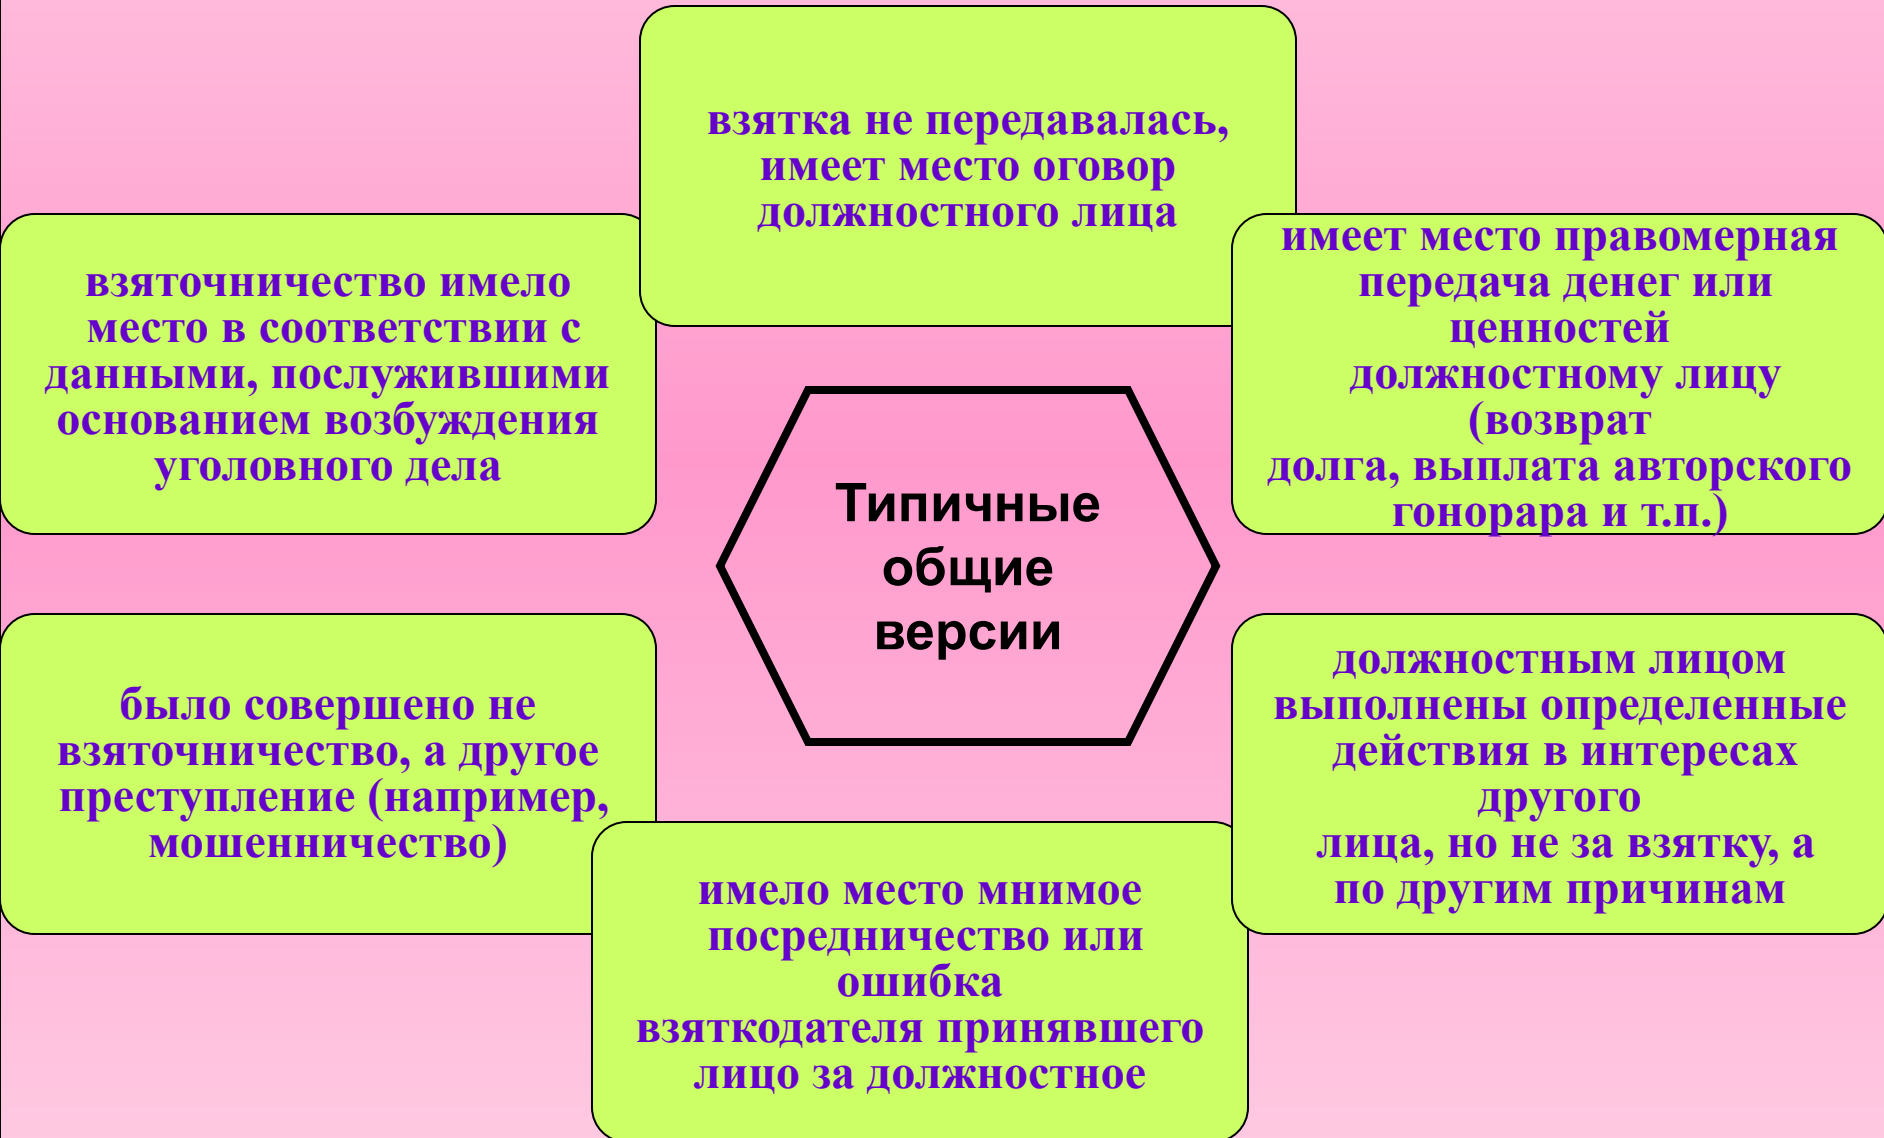 взятка не передавалась,
имеет место оговор
должностного лица
взяточничество имело
место в соответствии с
данными, послужившими
основанием возбуждения
уголовного дела
имеет место правомерная
передача денег или
ценностей
должностному лицу
(возврат
долга, выплата авторского
гонорара и т.п.)
Типичные
общие
версии
было совершено не
взяточничество, а другое
преступление (например,
мошенничество)
должностным лицом
выполнены определенные
действия в интересах
другого
лица, но не за взятку, а
по другим причинам
имело место мнимое
посредничество или
ошибка
взяткодателя принявшего
лицо за должностное